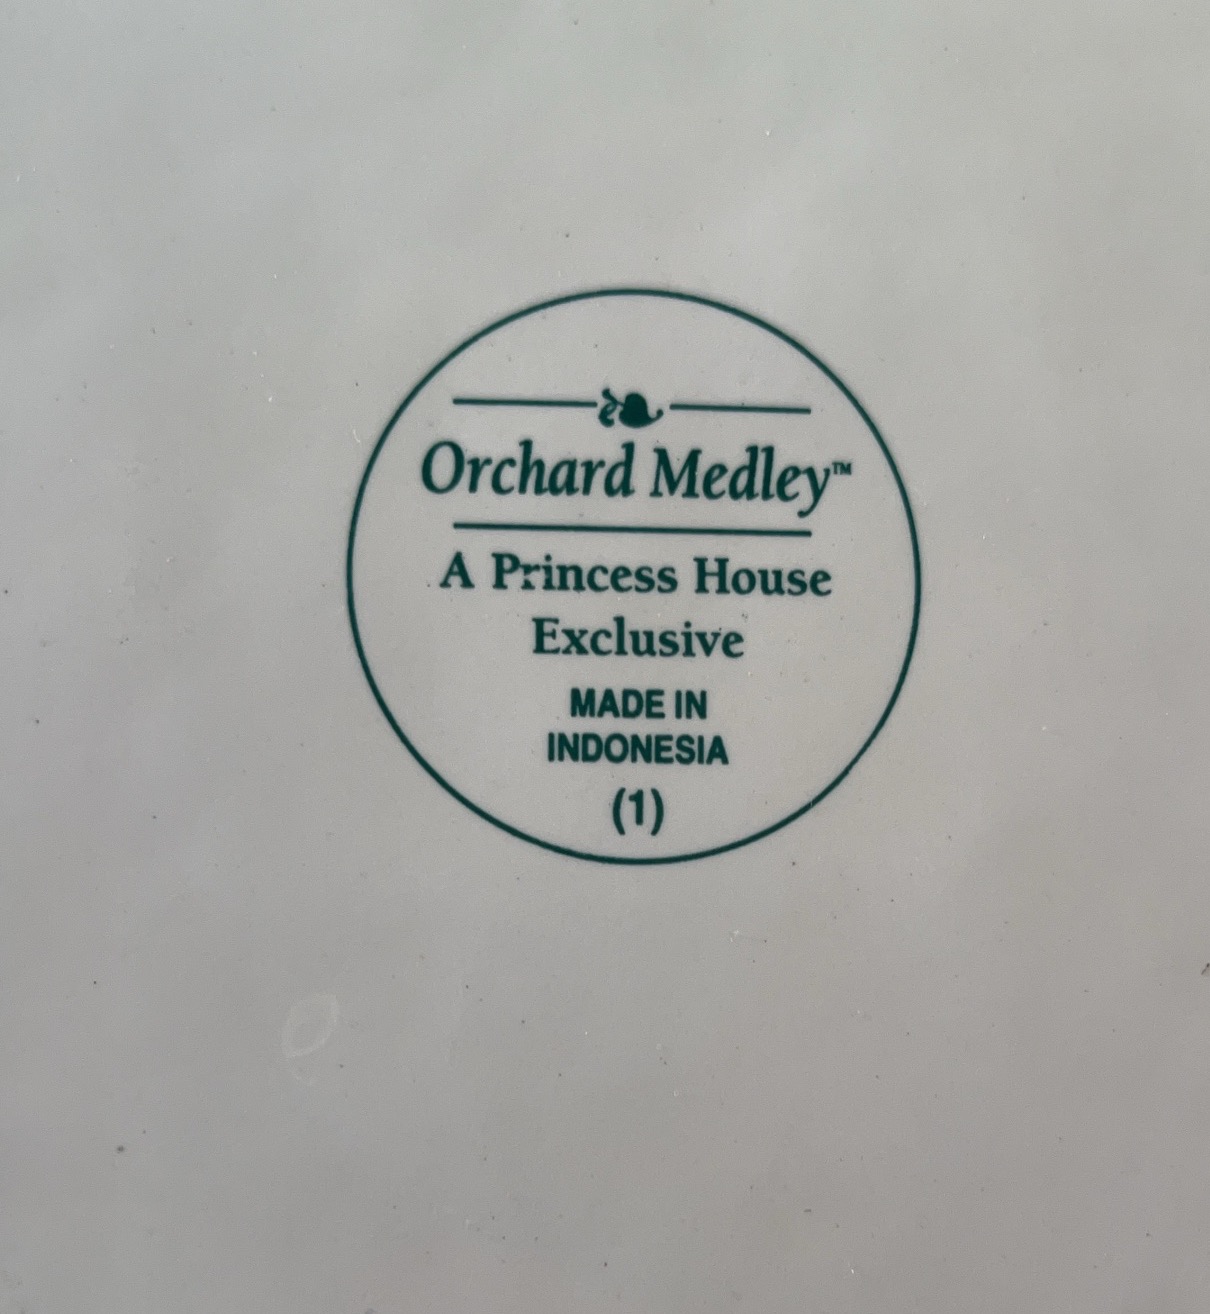 Orchard Medley™
A Princess House
Exclusive
MADE IN
INDONESIA
(1)